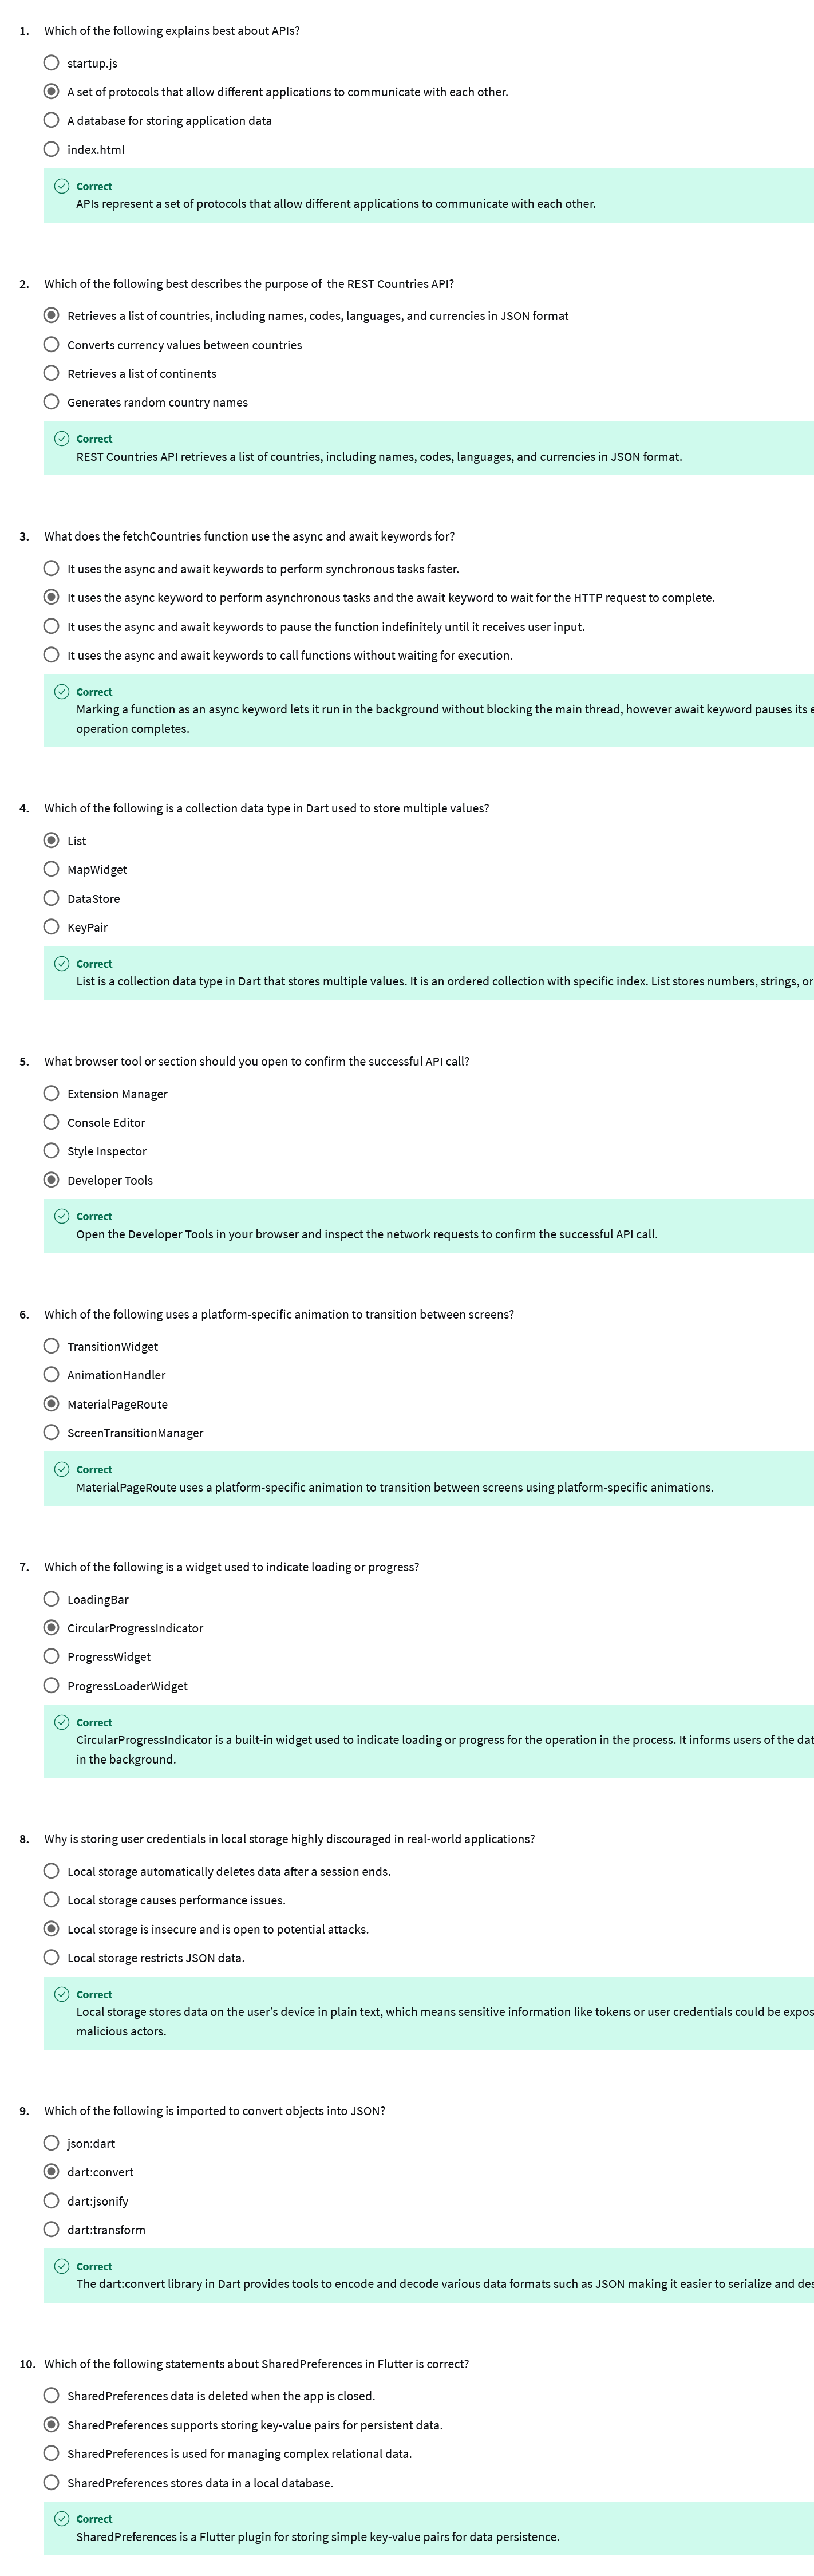 1. Which of the following explains best about APIs?
startup.js
A set of protocols that allow different applications to communicate with each other.
A database for storing application data
index.html
Correct
APIs represent a set of protocols that allow different applications to communicate with each other.
2. Which of the following best describes the purpose of the REST Countries API?
Retrieves a list of countries, including names, codes, languages, and currencies in JSON format
Converts currency values between countries
Retrieves a list of continents
Generates random country names
Correct
REST Countries API retrieves a list of countries, including names, codes, languages, and currencies in JSON format.
3. What does the fetchCountries function use the async and await keywords for?
It uses the async and await keywords to perform synchronous tasks faster.
It uses the async keyword to perform asynchronous tasks and the await keyword to wait for the HTTP request to complete.
It uses the async and await keywords to pause the function indefinitely until it receives user input.
It uses the async and await keywords to call functions without waiting for execution.
Correct
Marking a function as an async keyword lets it run in the background without blocking the main thread, however await keyword pauses its
operation completes.
4. Which of the following is a collection data type in Dart used to store multiple values?
List
MapWidget
DataStore
KeyPair
Correct
List is a collection data type in Dart that stores multiple values. It is an ordered collection with specific index. List stores numbers, strings, or
5. What browser tool or section should you open to confirm the successful API call?
Extension Manager
Console Editor
Style Inspector
Developer Tools
Correct
Open the Developer Tools in your browser and inspect the network requests to confirm the successful API call.
6. Which of the following uses a platform-specific animation to transition between screens?
TransitionWidget
AnimationHandler
MaterialPageRoute
ScreenTransitionManager
Correct
MaterialPageRoute uses a platform-specific animation to transition between screens using platform-specific animations.
7. Which of the following is a widget used to indicate loading or progress?
LoadingBar
CircularProgressIndicator
ProgressWidget
ProgressLoaderWidget
Correct
CircularProgressIndicator is a built-in widget used to indicate loading or progress for the operation in the process. It informs users of the
in the background.
8. Why is storing user credentials in local storage highly discouraged in real-world applications?
Local storage automatically deletes data after a session ends.
Local storage causes performance issues.
Local storage is insecure and is open to potential attacks.
Local storage restricts JSON data.
Correct
Local storage stores data on the user's device in plain text, which means sensitive information like tokens or user credentials could be
malicious actors.
9. Which of the following is imported to convert objects into JSON?
json:dart
dart:convert
dart:jsonify
dart:transform
Correct
The dart:convert library in Dart provides tools to encode and decode various data formats such as JSON making it easier to serialize and
10. Which of the following statements about SharedPreferences in Flutter is correct?
SharedPreferences data is deleted when the app is closed.
SharedPreferences supports storing key-value pairs for persistent data.
SharedPreferences is used for managing complex relational data.
SharedPreferences stores data in a local database.
Correct
SharedPreferences is a Flutter plugin for storing simple key-value pairs for data persistence.